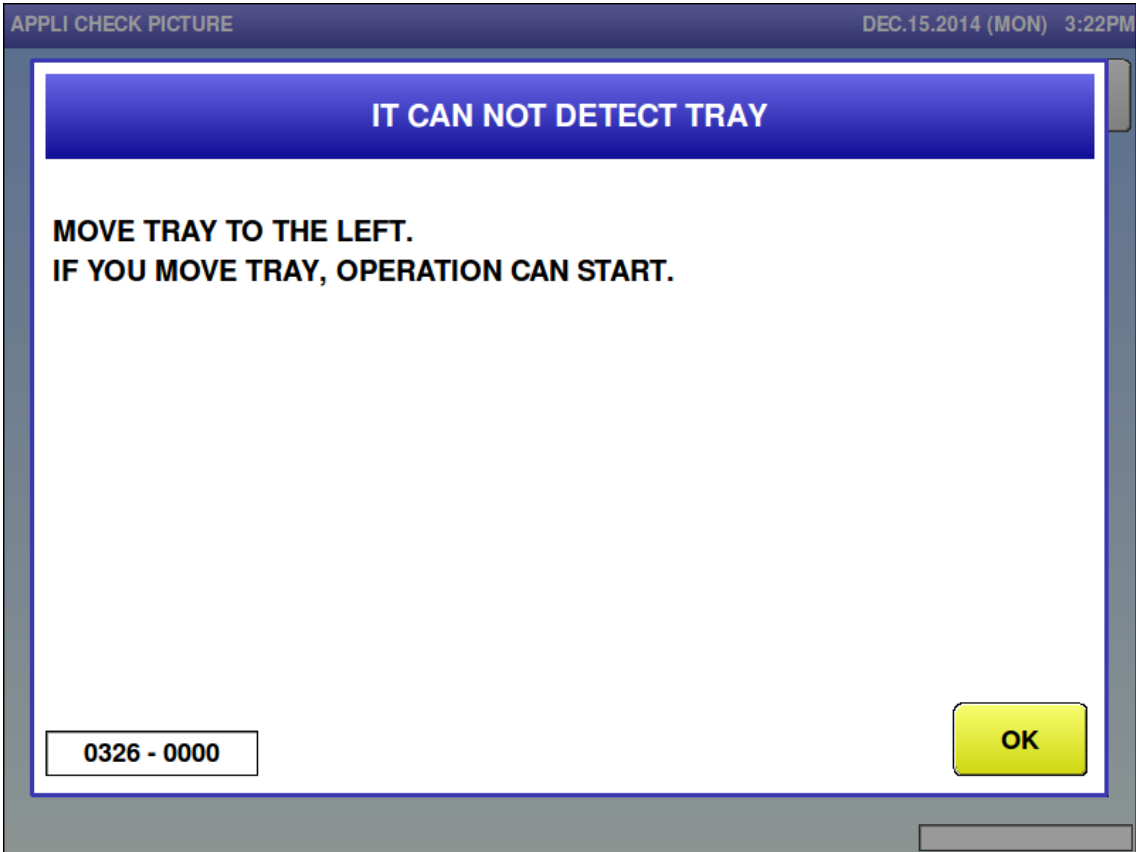 APPLI CHECK PICTURE DEC.15.2014 (MON) 3:22PM
IT CAN NOT DETECT TRAY
MOVE TRAY TO THE LEFT.
IF YOU MOVE TRAY, OPERATION CAN START.
0326 - 0000
OK